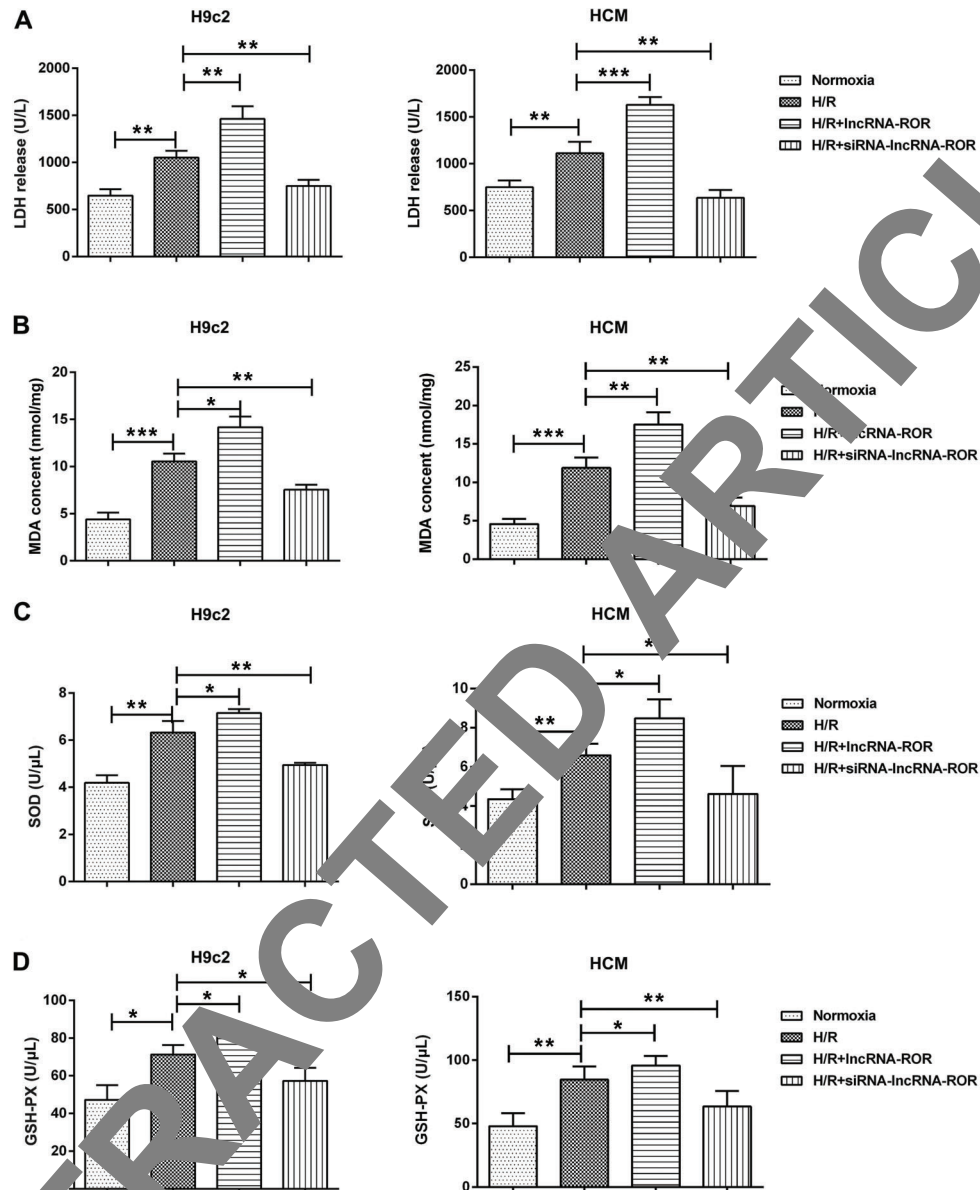 A
H9c2
HCM
LDH release (U/L)
2000
1500
1000
500
0
**
**
**
LDH release (U/L)
2000
1500
1000
500
0
**
***
**
Normoxia
H/R
H/R+lncRNA-ROR
H/R+siRNA-lncRNA-ROR
B
H9c2
HCM
MDA concent (nmol/mg)
20
15
10
5
0
***
*
**
MDA concent (nmol/mg)
25
20
15
10
5
0
***
**
**
H/R+siRNA-lncRNA-ROR
C
H9c2
HCM
SOD (U/μL)
8
6
4
2
0
**
*
**
10
8
6
4
0
**
*
*
Normoxia
H/R
H/R+lncRNA-ROR
H/R+siRNA-lncRNA-ROR
D
H9c2
HCM
GSH-PX (U/μL)
100
80
60
40
20
*
*
*
GSH-PX (U/μL)
150
100
50
0
**
*
**
Normoxia
H/R
H/R+lncRNA-ROR
H/R+siRNA-lncRNA-ROR